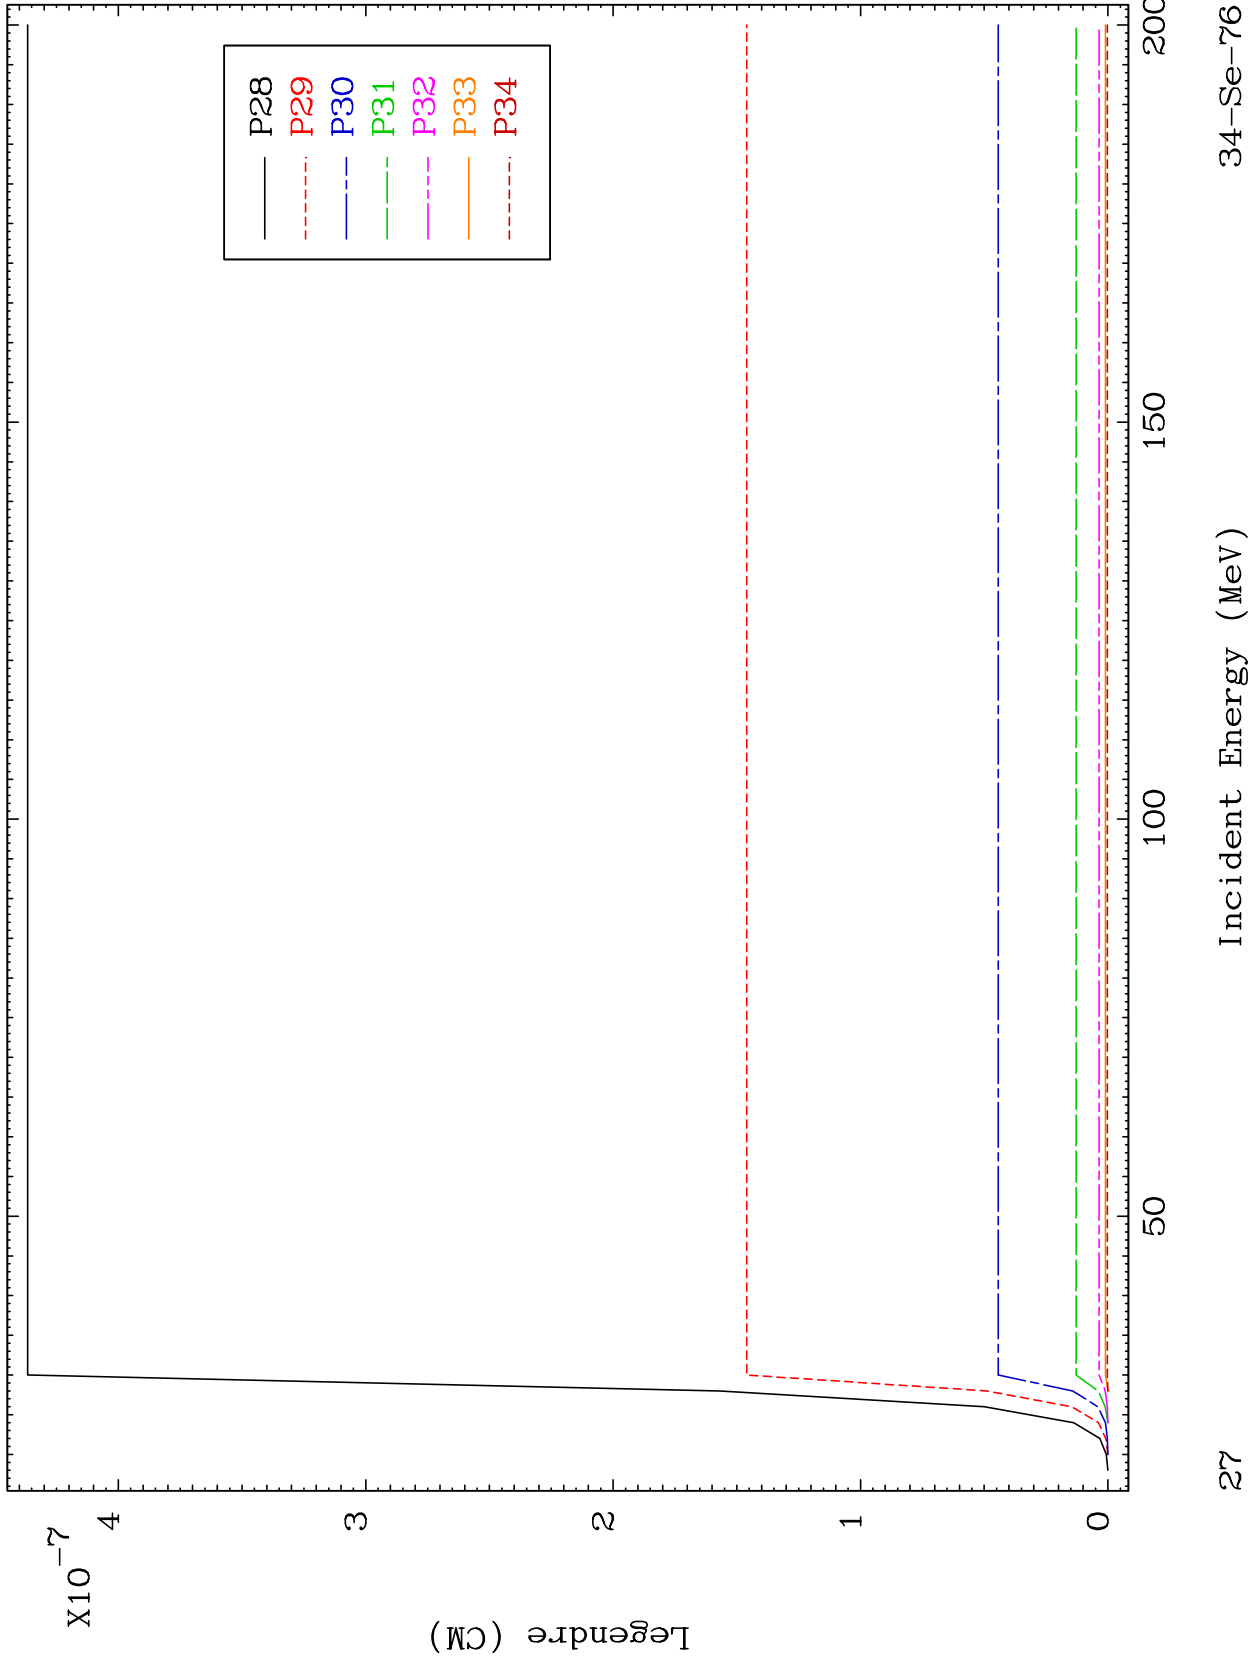 X10-7
4
3
2
1
0
Legendre (CM)
P28
P29
P30
P31
P32
P33
P34
50
100
150
200
Incident Energy (MeV)
27
34-Se-76